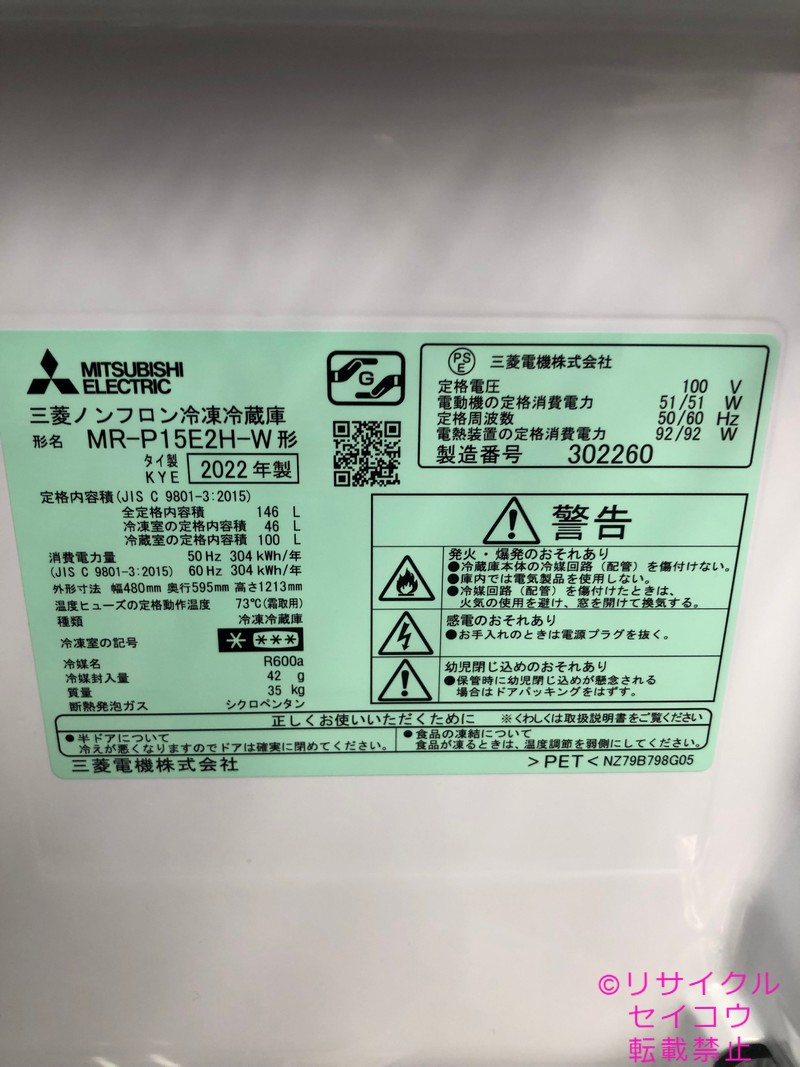 MITSUBISHI
ELECTRIC
三菱ノンフロン冷凍冷蔵庫
形名 MR-P15E2H-W形
タイ製
KYE 2022年製
G
定格内容積(JIS C 9801-3:2015)
全定格内容積 146 L
冷凍室の定格内容積 46 L
冷蔵室の定格内容積 100 L
消費電力量 50 Hz 304 kWh/年
(JIS C 9801-3:2015) 60 Hz 304 kWh/年
外形寸法 幅480mm 奥行595mm 高さ1213mm
温度ヒューズの定格動作温度 73℃(霜取用)
種類 冷凍冷蔵庫
冷凍室の記号 * ***
冷媒名 R600a
冷媒封入量 42 g
質量 35 kg
断熱発泡ガス シクロペンタン
PSE 三菱電機株式会社
定格電圧 100 V
電動機の定格消費電力 51/51 W
定格周波数 50/60 Hz
電熱装置の定格消費電力 92/92 W
製造番号 302260
警告
発火・爆発のおそれあり
●冷蔵庫本体の冷媒回路(配管)を傷付けない。
●庫内では電気製品を使用しない。
●冷媒回路(配管)を傷付けたときは、
火気の使用を避け、窓を開けて換気する。
感電のおそれあり
●お手入れのときは電源プラグを抜く。
幼児閉じ込めのおそれあり
●保管時に幼児閉じ込めが懸念される
場合はドアパッキングをはずす。
正しくお使いいただくために ※くわしくは取扱説明書をご覧ください
●半ドアについて
冷えが悪くなりますのでドアは確実に閉めてください。
●食品の凍結について
食品が凍るときは、温度調節を弱側にしてください。
三菱電機株式会社
>PET< NZ79B798G05
©リサイクル
セイコウ
転載禁止